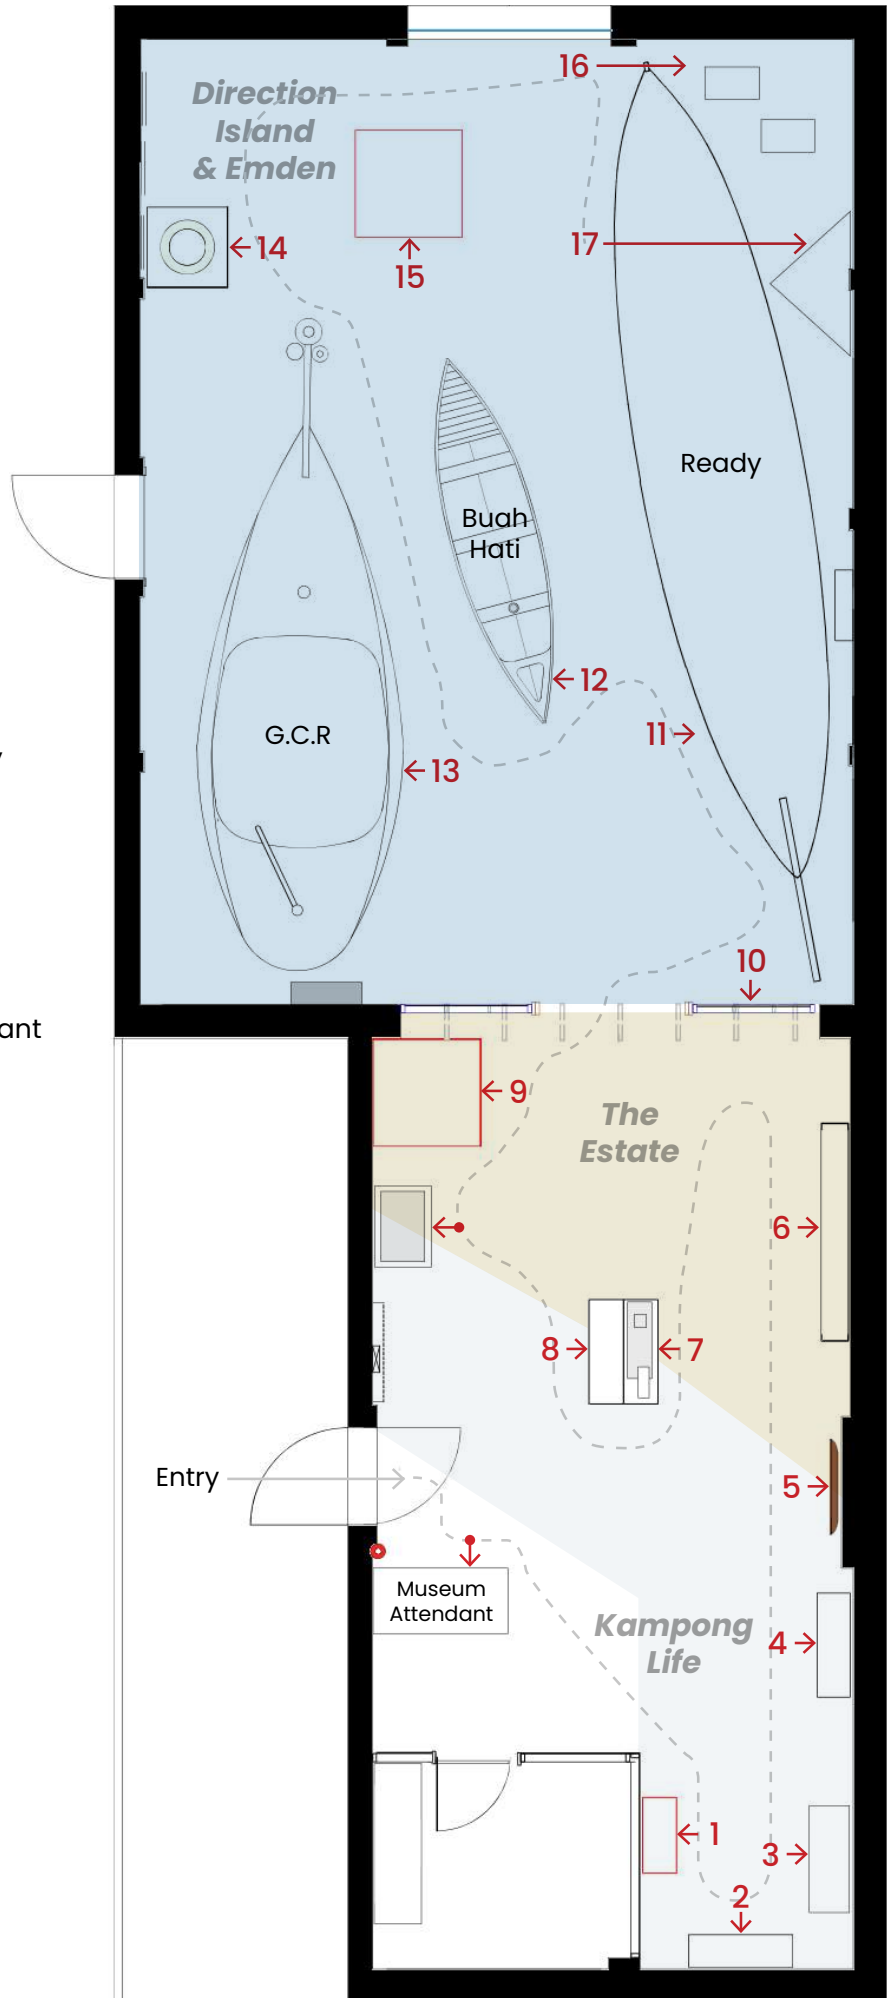 16
Direction
Island
& Emden
17
14
15
Ready
Buah
Hati
12
11
G.C.R
13
y
10
ant
9
The
Estate
6
8
7
Entry
5
Museum
Attendant
Kampong
Life
4
1
3
2